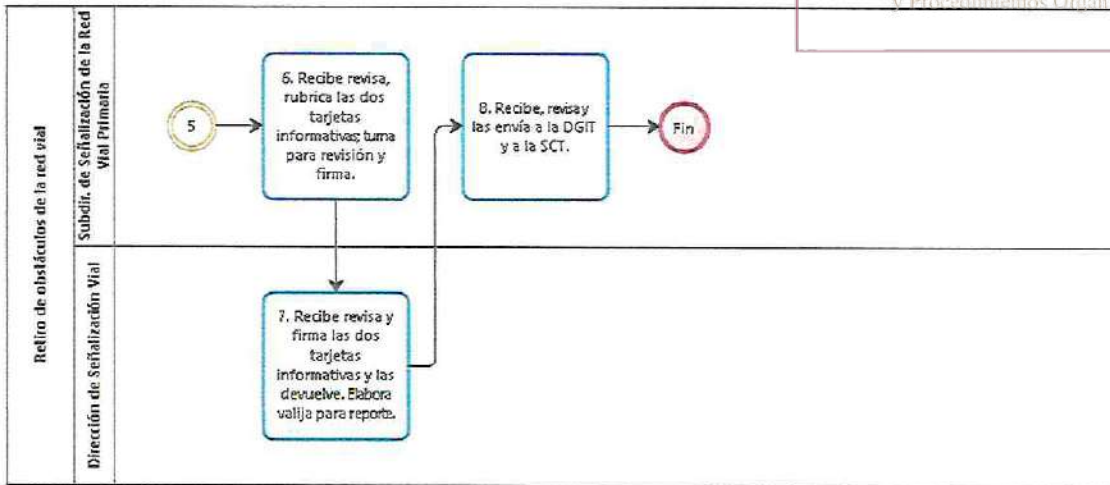 y Procedimientos Organ
Retiro de obstáculos de la red vial
Subdir. de Señalización de la Red
Vial Primaria
5
6. Recibe revisa,
rubrica las dos
tarjetas
informativas; turna
para revisión y
firma.
8. Recibe, revisa y
las envía a la DGIT
y a la SCT.
Fin
Dirección de Señalización Vial
7. Recibe revisa y
firma las dos
tarjetas
informativas y las
devuelve. Elabora
valija para reporte.